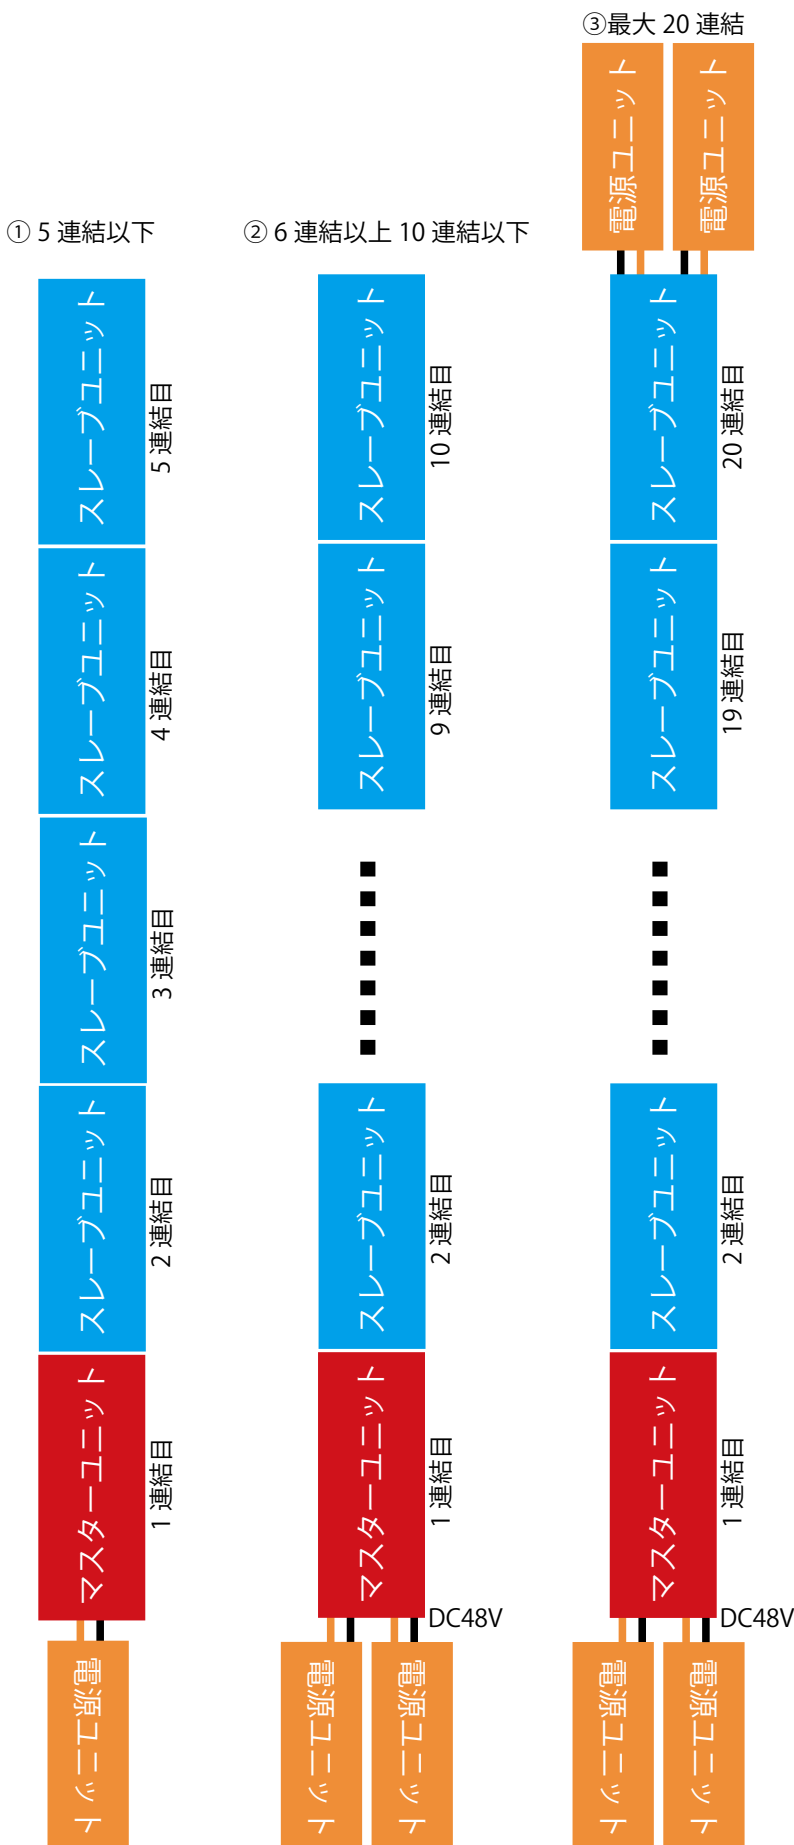 ① 5 連結以下
スレーブユニット
5 連結目
スレーブユニット
4 連結目
スレーブユニット
3 連結目
スレーブユニット
2 連結目
マスターユニット
1 連結目
電源ユニット
② 6 連結以上 10 連結以下
スレーブユニット
10 連結目
スレーブユニット
9 連結目
スレーブユニット
2 連結目
マスターユニット
1 連結目
DC48V
電源ユニット
電源ユニット
③最大 20 連結
電源ユニット
電源ユニット
スレーブユニット
20 連結目
スレーブユニット
19 連結目
スレーブユニット
2 連結目
マスターユニット
1 連結目
DC48V
電源ユニット
電源ユニット